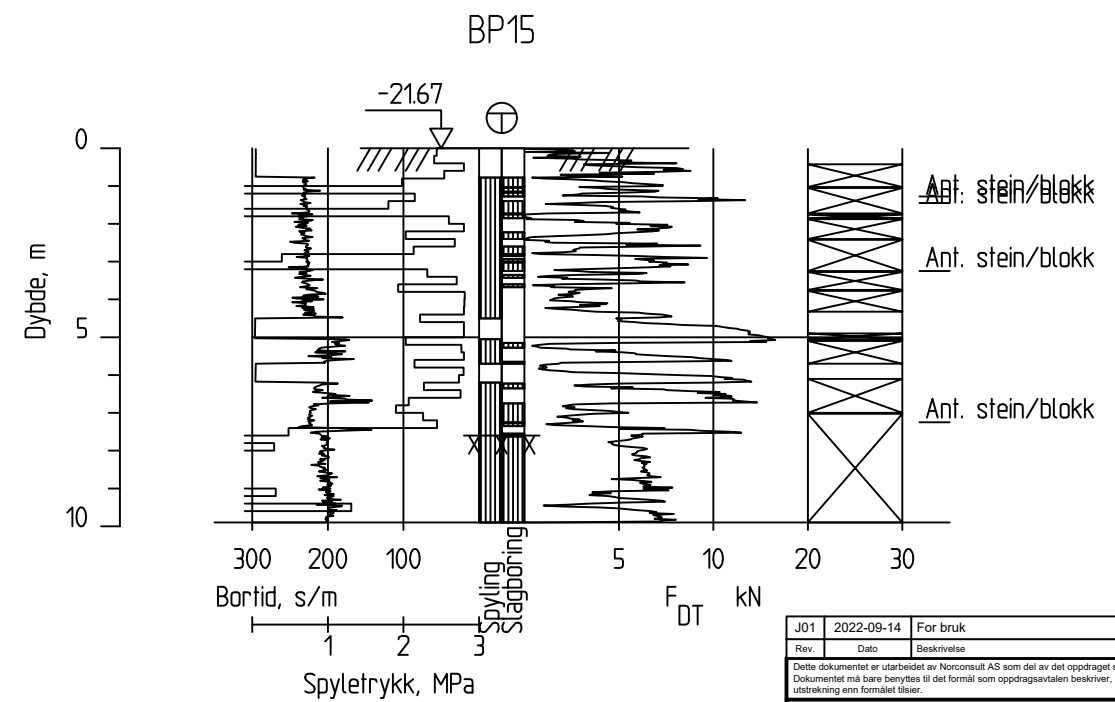 BP15
-21.67
T
0
Ant. stein/blokk
Ant. stein/blokk
Ant. stein/blokk
Dybde, m
5
Ant. stein/blokk
10
300 200 100 5 10 20 30
Bortid, s/m
Spyling
Slagboring
F DT kN
1 2 3
Spyletrykk, MPa
J01 2022-09-14 For bruk
Rev. Dato Beskrivelse
Dette dokumentet er utarbeidet av Norconsult AS som del av det oppdraget s
Dokumentet må bare benyttes til det formål som oppdragsavtalen beskriver,
utstrekning enn formålet tilsier.